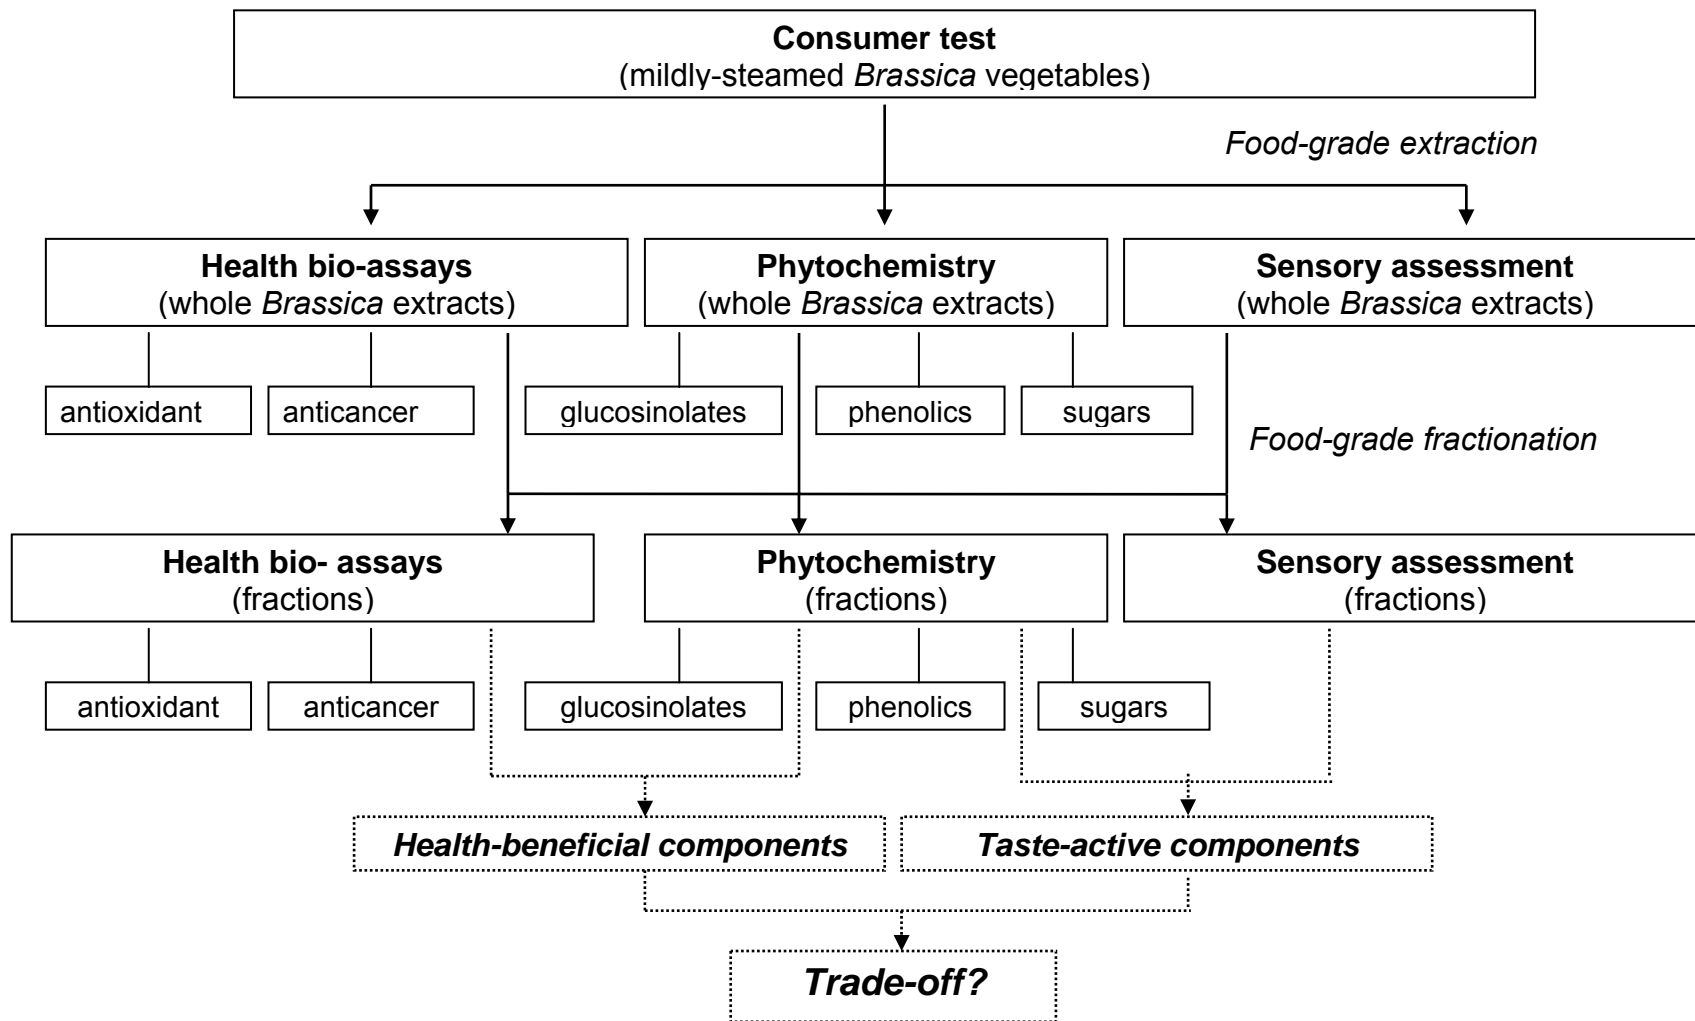 Consumer test
(mildly-steamed Brassica vegetables)
Food-grade extraction
Health bio-assays
(whole Brassica extracts)
Phytochemistry
(whole Brassica extracts)
Sensory assessment
(whole Brassica extracts)
antioxidant
anticancer
glucosinolates
phenolics
sugars
Food-grade fractionation
Health bio- assays
(fractions)
Phytochemistry
(fractions)
Sensory assessment
(fractions)
antioxidant
anticancer
glucosinolates
phenolics
sugars
Health-beneficial components
Taste-active components
Trade-off?